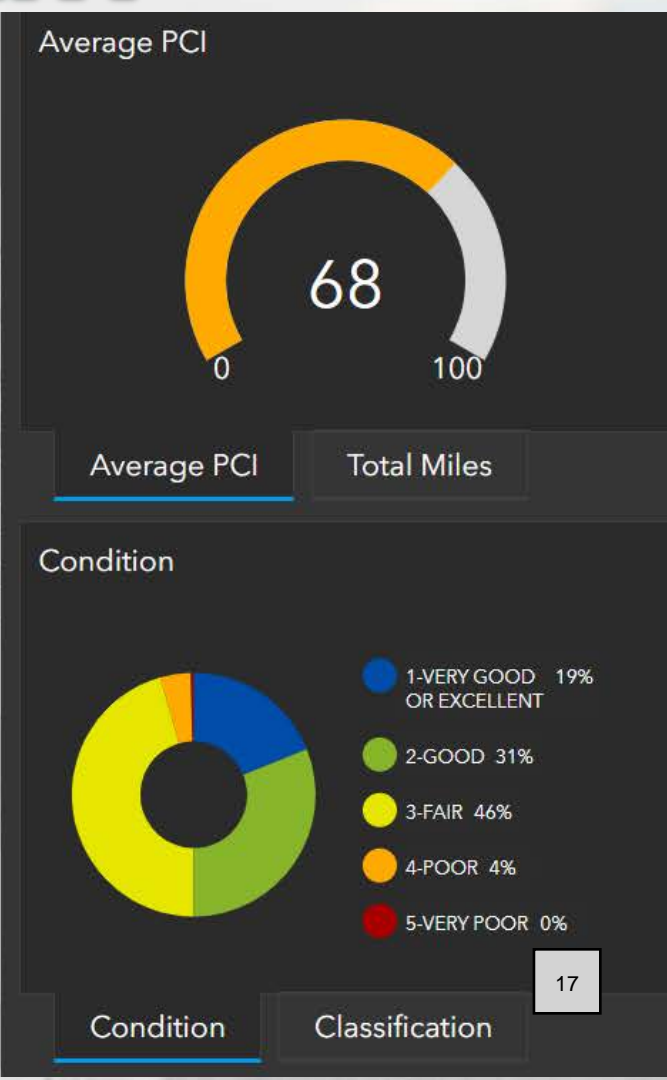 Average PCI
68
0
100
Average PCI
Total Miles
Condition
1-VERY GOOD 19%
OR EXCELLENT
2-GOOD 31%
3-FAIR 46%
4-POOR 4%
5-VERY POOR 0%
17
Condition
Classification